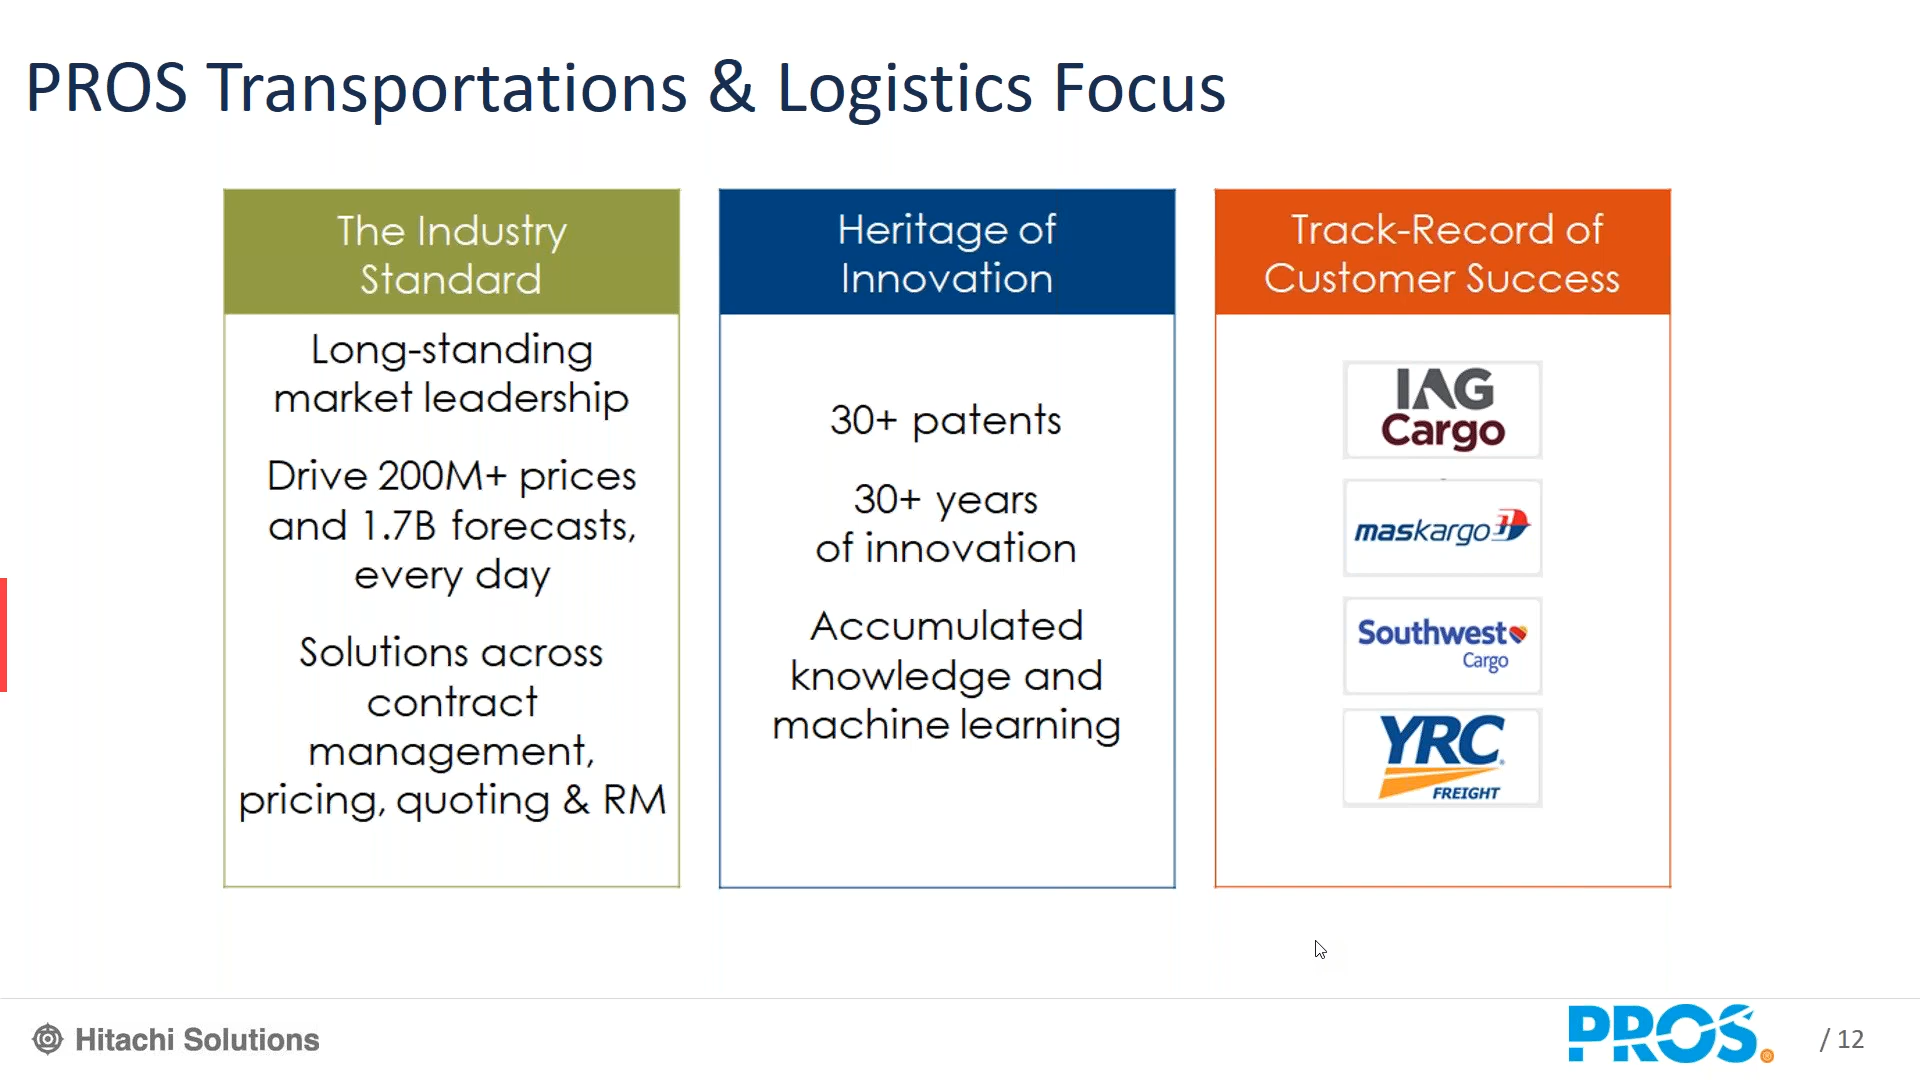 PROS Transportations & Logistics Focus
The Industry
Standard
Long-standing
market leadership
Drive 200M+ prices
and 1.7B forecasts,
every day
Solutions across
contract
management,
pricing, quoting & RM
Heritage of
Innovation
30+ patents
30+ years
of innovation
Accumulated
knowledge and
machine learning
Track-Record of
Customer Success
IAG
Cargo
maskargo
Southwest
Cargo
YRC
FREIGHT
Hitachi Solutions
PROS
/ 12